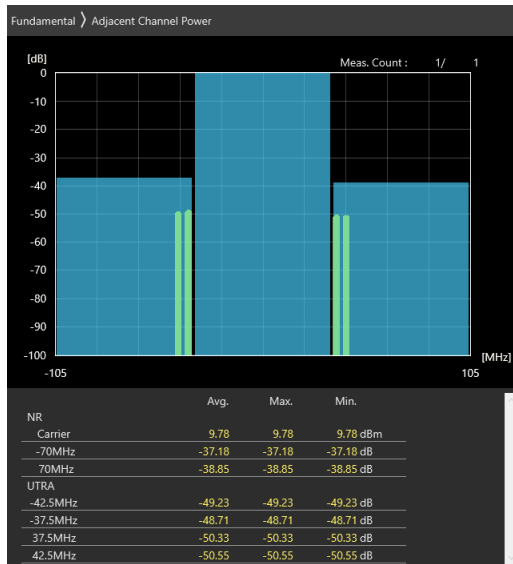 Fundamental 〉 Adjacent Channel Power
[dB]
Meas. Count : 1/ 1
0
-10
-20
-30
-40
-50
-60
-70
-80
-90
-100
[MHz]
-105 105
Avg. Max. Min.
NR
Carrier 9.78 9.78 9.78 dBm
-70MHz -37.18 -37.18 -37.18 dB
70MHz -38.85 -38.85 -38.85 dB
UTRA
-42.5MHz -49.23 -49.23 -49.23 dB
-37.5MHz -48.71 -48.71 -48.71 dB
37.5MHz -50.33 -50.33 -50.33 dB
42.5MHz -50.55 -50.55 -50.55 dB